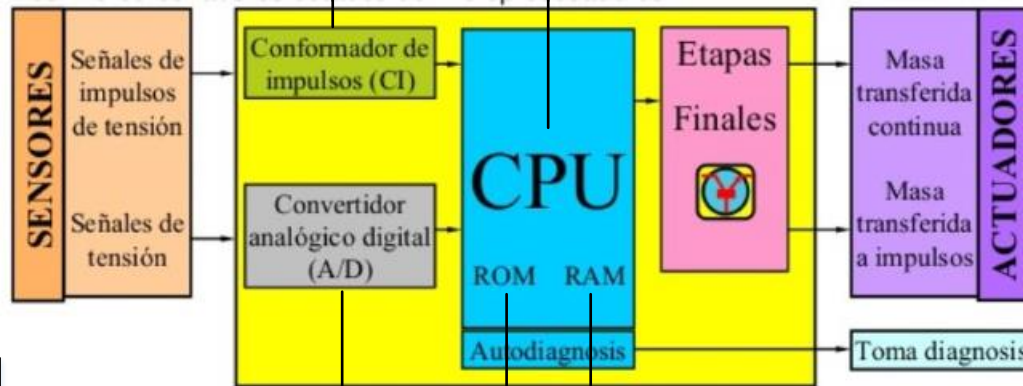 SENSORES
Señales de
impulsos
de tensión
Señales de
tensión
Conformador de
impulsos (CI)
Convertidor
analógico digital
(A/D)
CPU
ROM RAM
Autodiagnosis
Etapas
Finales
Masa
transferida
continua
Masa
transferida
a impulsos
ACTUADORES
Toma diagnosis